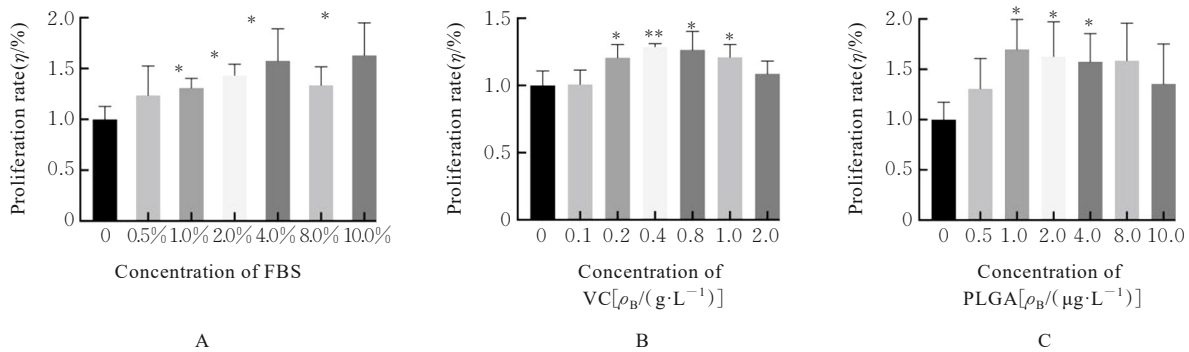 Proliferation rate(η/%)
2.0
1.5
1.0
0.5
0
* * * *
0 0.5% 1.0% 2.0% 4.0% 8.0% 10.0%
Concentration of FBS
A
Proliferation rate(η/%)
1.5
1.0
0.5
0
* ** * *
0 0.1 0.2 0.4 0.8 1.0 2.0
Concentration of
VC[ρB/(g·L⁻¹)]
B
Proliferation rate(η/%)
2.0
1.5
1.0
0.5
0
* * *
0 0.5 1.0 2.0 4.0 8.0 10.0
Concentration of
PLGA[ρB/(μg·L⁻¹)]
C